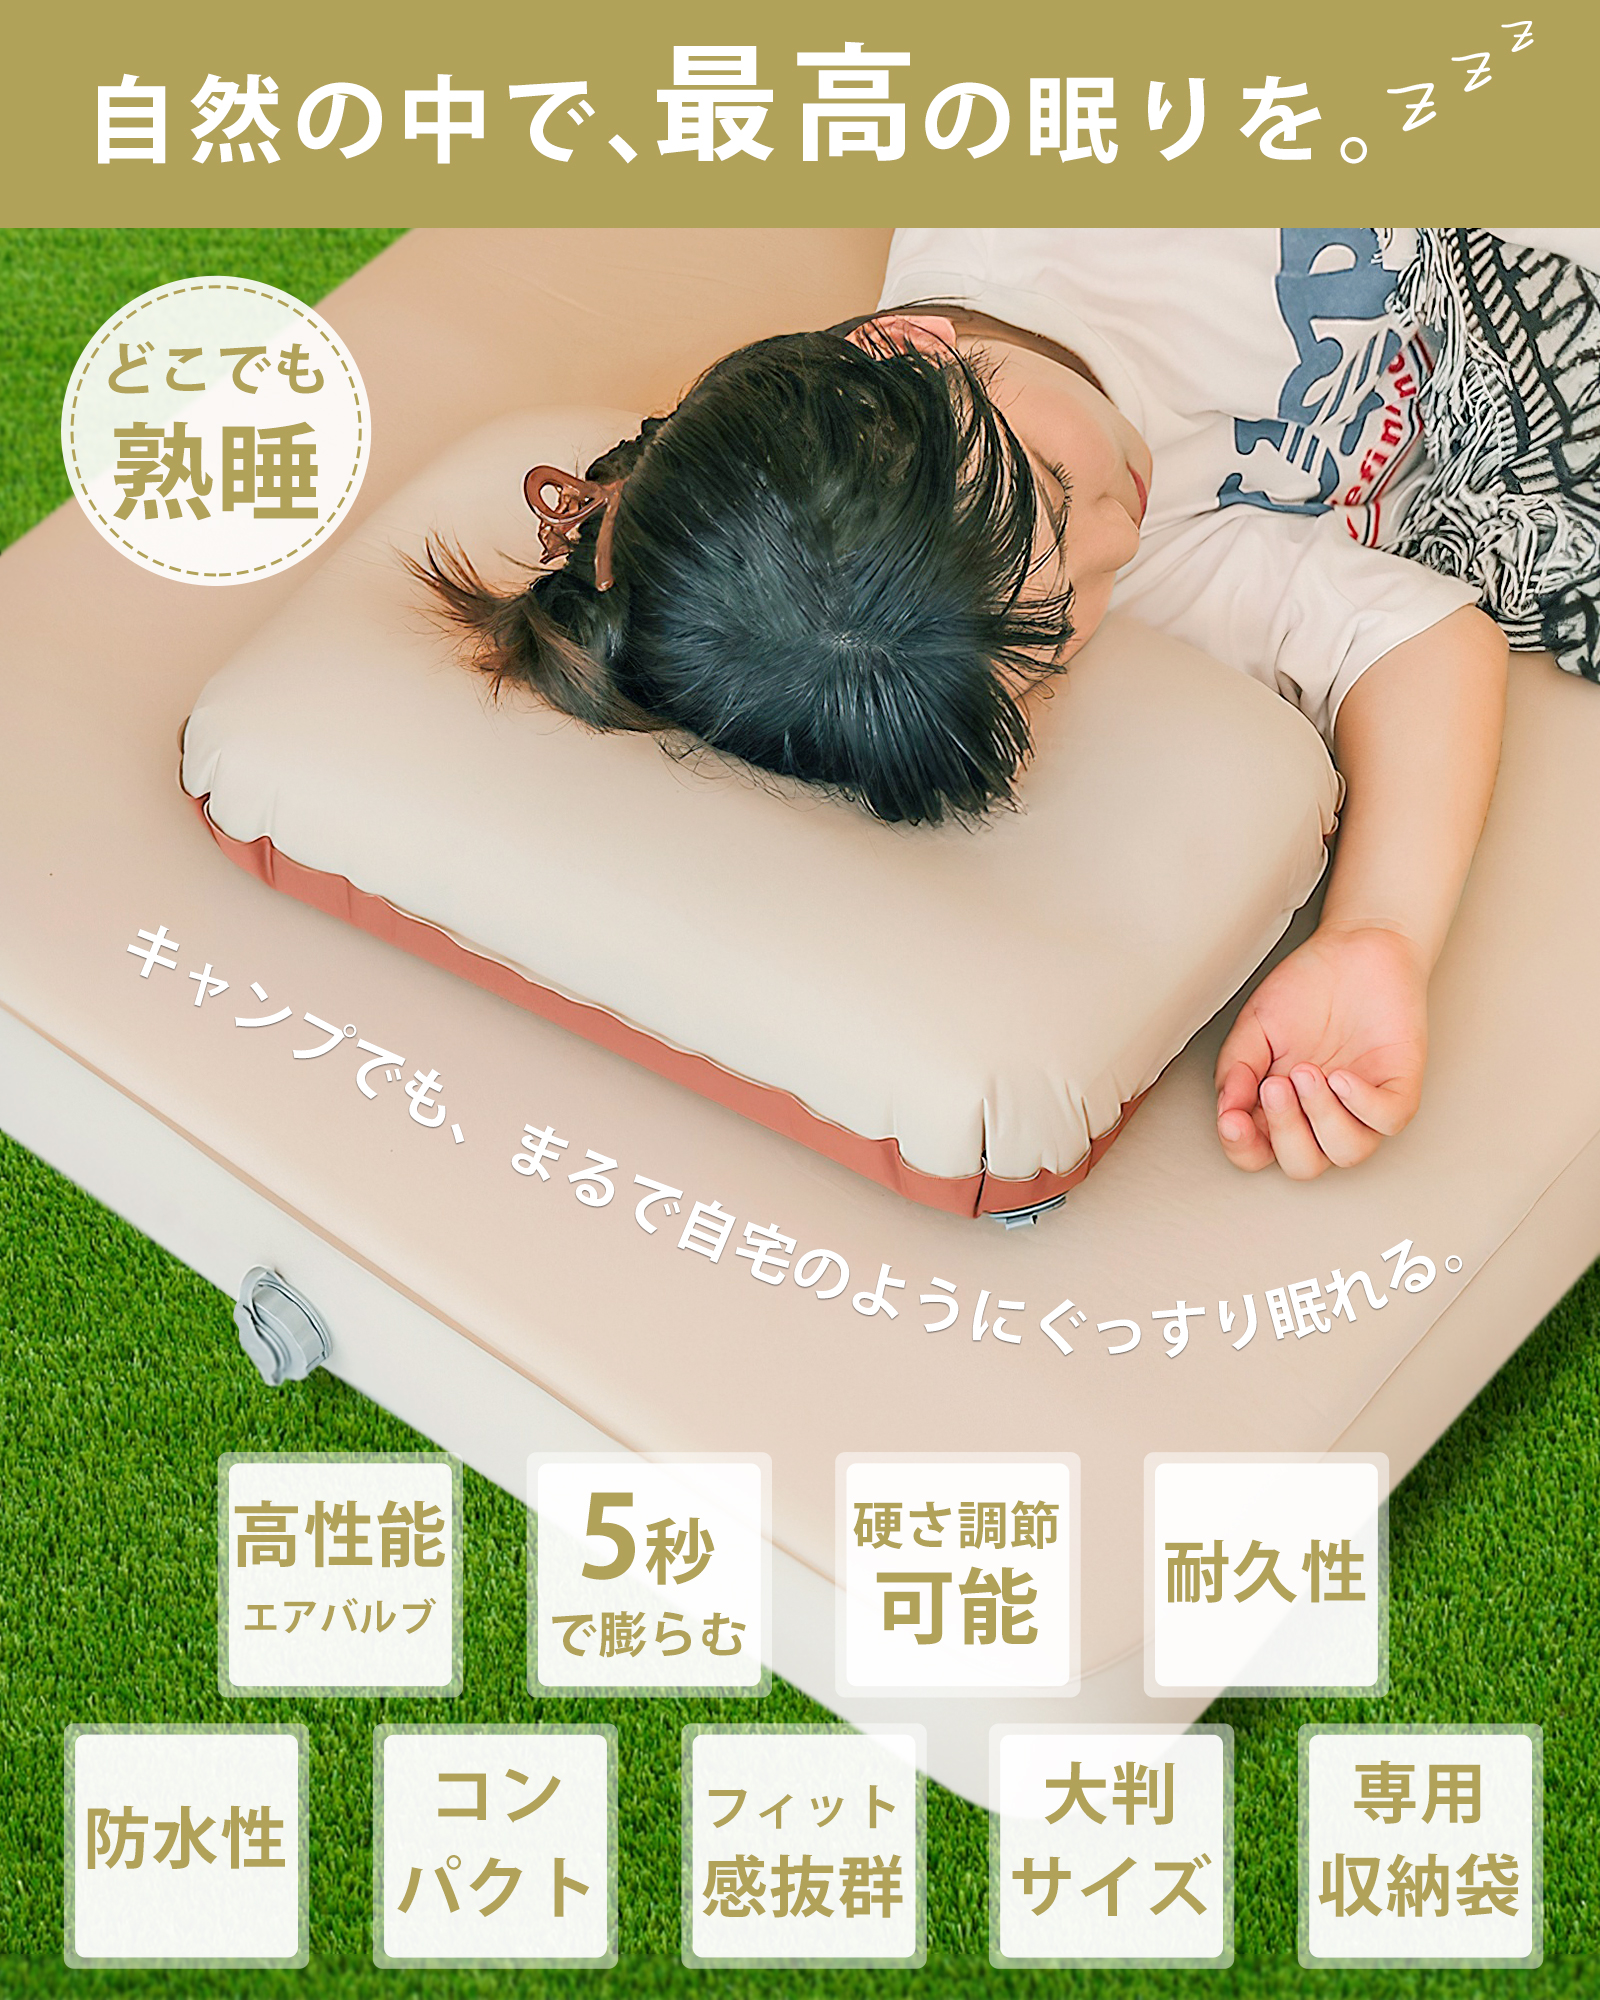 自然の中で、最高の眠りを。zzz
どこでも
熟睡
efinin'no
キャンプでも、まるで自宅のようにぐっすり眠れる。
高性能
エアバルブ
5秒
で膨らむ
硬さ調節
可能
耐久性
防水性
コン
パクト
フィット
感抜群
大判
サイズ
専用
収納袋